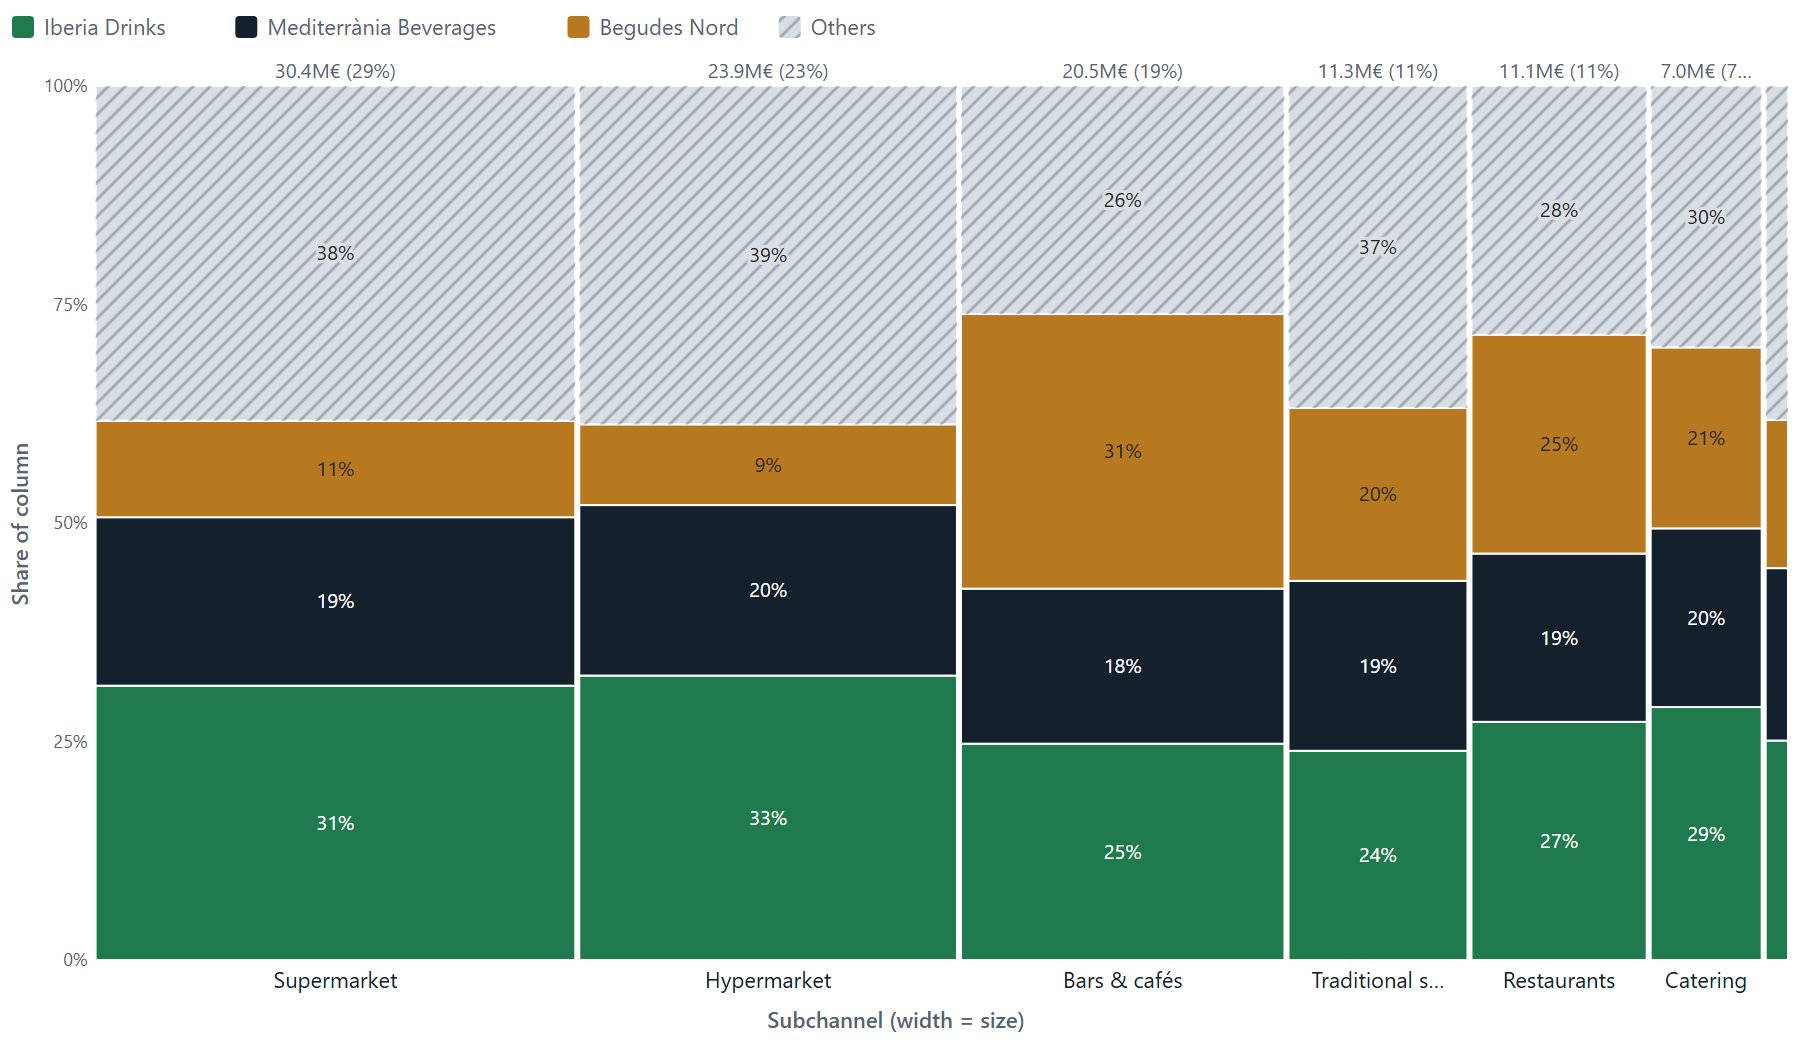 Iberia Drinks Mediterrània Beverages Begudes Nord Others
30.4M€ (29%) 23.9M€ (23%) 20.5M€ (19%) 11.3M€ (11%) 11.1M€ (11%) 7.0M€ (7...
100%
75%
50%
25%
0%
Share of column
38% 39% 26% 37% 28% 30%
11% 9% 31% 20% 25% 21%
19% 20% 18% 19% 19% 20%
31% 33% 25% 24% 27% 29%
Supermarket Hypermarket Bars & cafés Traditional s... Restaurants Catering
Subchannel (width = size)